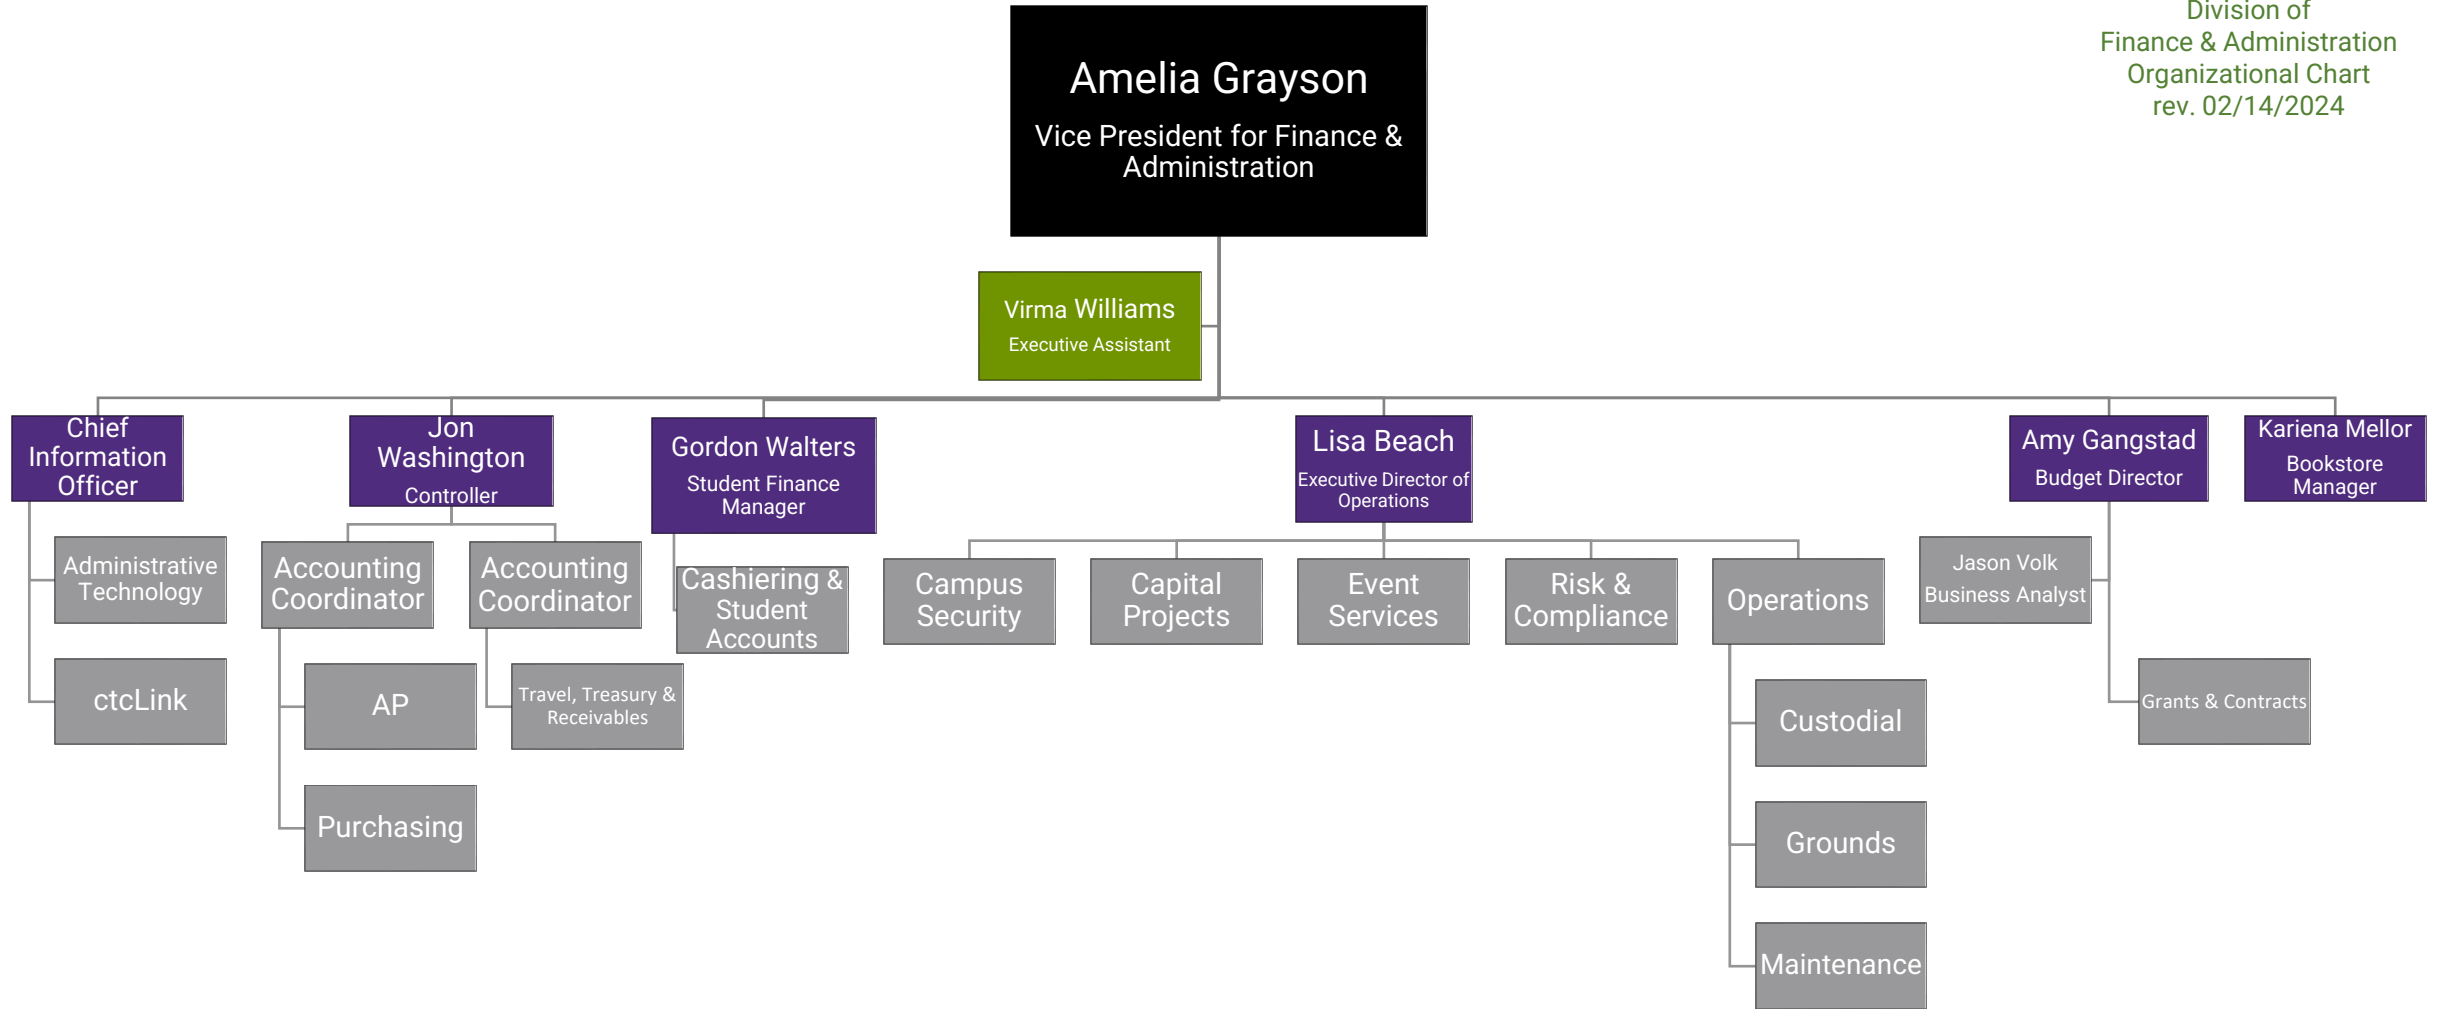 Division of
Finance & Administration
Organizational Chart
rev. 02/14/2024
Amelia Grayson
Vice President for Finance &
Administration
Virma Williams
Executive Assistant
Chief
Information
Officer
Jon
Washington
Controller
Gordon Walters
Student Finance
Manager
Lisa Beach
Executive Director of
Operations
Amy Gangstad
Budget Director
Kariena Mellor
Bookstore
Manager
Administrative
Technology
ctcLink
Accounting
Coordinator
AP
Purchasing
Accounting
Coordinator
Travel, Treasury &
Receivables
Cashiering &
Student
Accounts
Campus
Security
Capital
Projects
Event
Services
Risk &
Compliance
Operations
Custodial
Grounds
Maintenance
Jason Volk
Business Analyst
Grants & Contracts